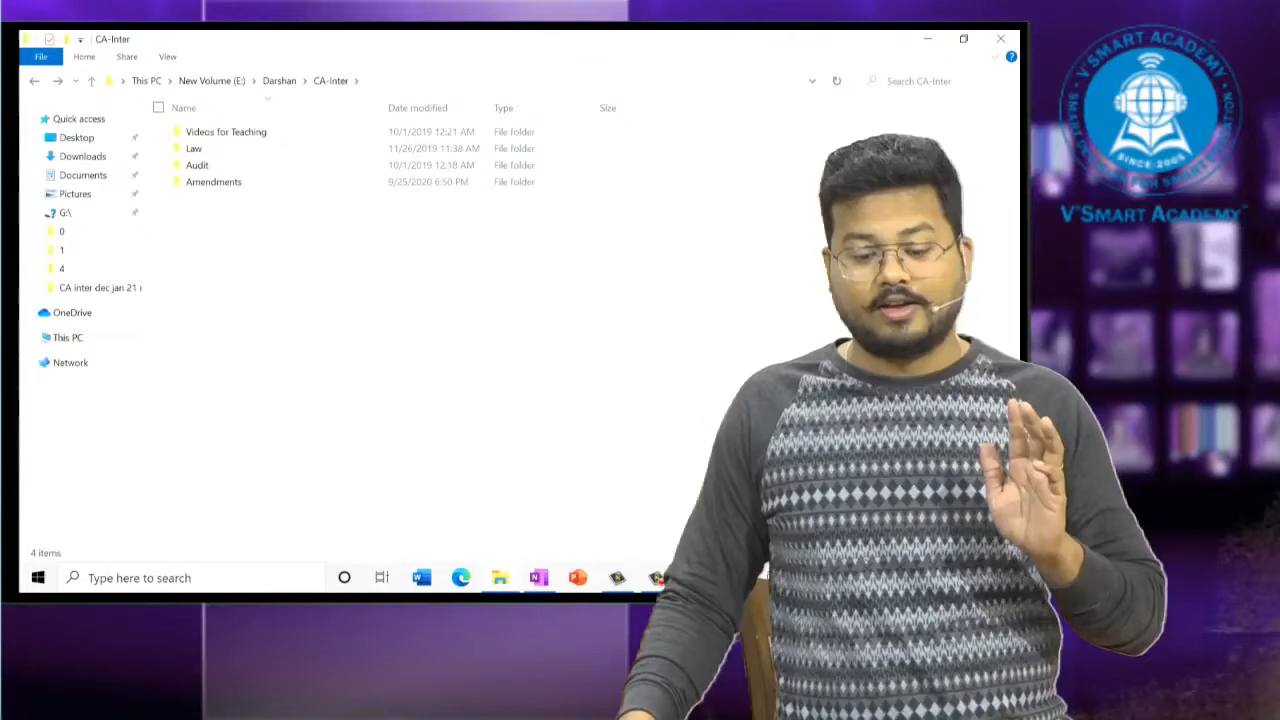 CA-Inter
File Home Share View
This PC New Volume (E:) Darshan CA-Inter
Search CA-Inter
Name Date modified Type Size
Quick access
Desktop
Downloads
Documents
Pictures
G:\
0
1
4
CA inter dec jan 21 r
OneDrive
This PC
Network
Videos for Teaching 10/1/2019 12:21 AM File folder
Law 11/26/2019 11:38 AM File folder
Audit 10/1/2019 12:18 AM File folder
Amendments 9/25/2020 6:50 PM File folder
4 items
Type here to search
V'SMART ACADEMY
SINCE 2005
V'SMART ACADEMY